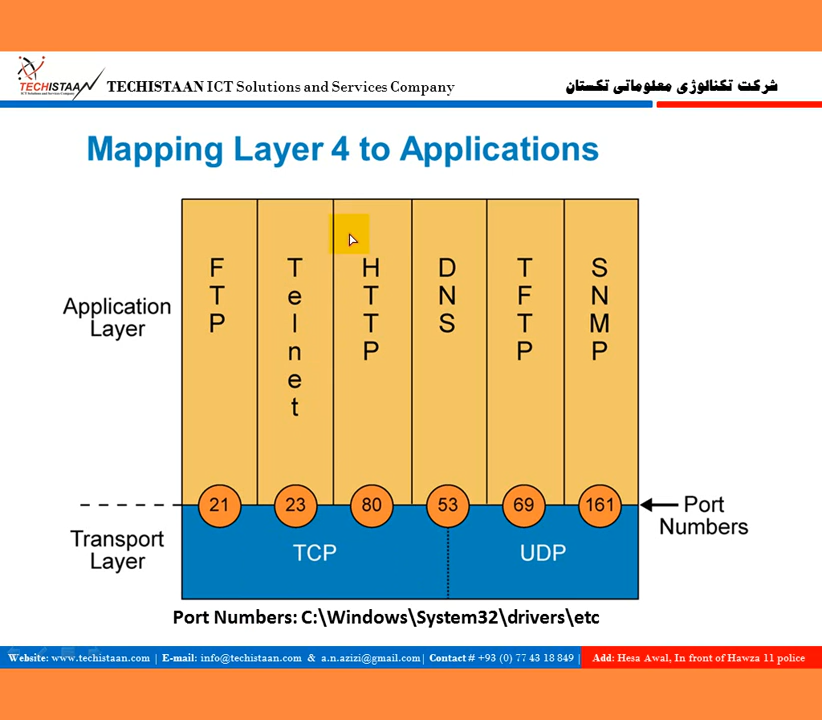 TECHISTAAN
TECHISTAAN ICT Solutions and Services Company
شرکت تکنالوژی معلوماتی تکستان
Mapping Layer 4 to Applications
Application
Layer
FTP
Telnet
HTTP
DNS
TFTP
SNMP
21
23
80
53
69
161
Port
Numbers
Transport
Layer
TCP
UDP
Port Numbers: C:\Windows\System32\drivers\etc
Website: www.techistaan.com | E-mail: info@techistaan.com & a.n.azizi@gmail.com| Contact # +93 (0) 77 43 18 849 | Add: Hesa Awal, In front of Hawza 11 police